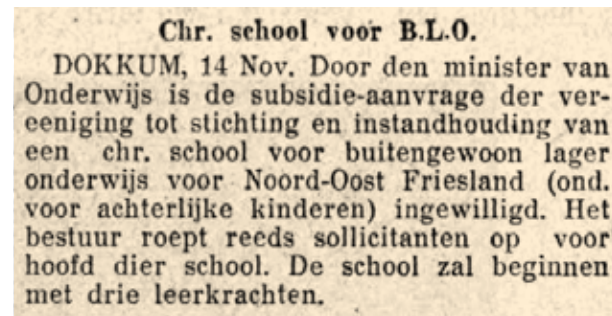 Chr. school voor B.L.O.
DOKKUM, 14 Nov. Door den minister van
Onderwijs is de subsidie-aanvrage der ver-
eeniging tot stichting en instandhouding van
een chr. school voor buitengewoon lager
onderwijs voor Noord-Oost Friesland (ond.
voor achterlijke kinderen) ingewilligd. Het
bestuur roept reeds sollicitanten op voor
hoofd dier school. De school zal beginnen
met drie leerkrachten.